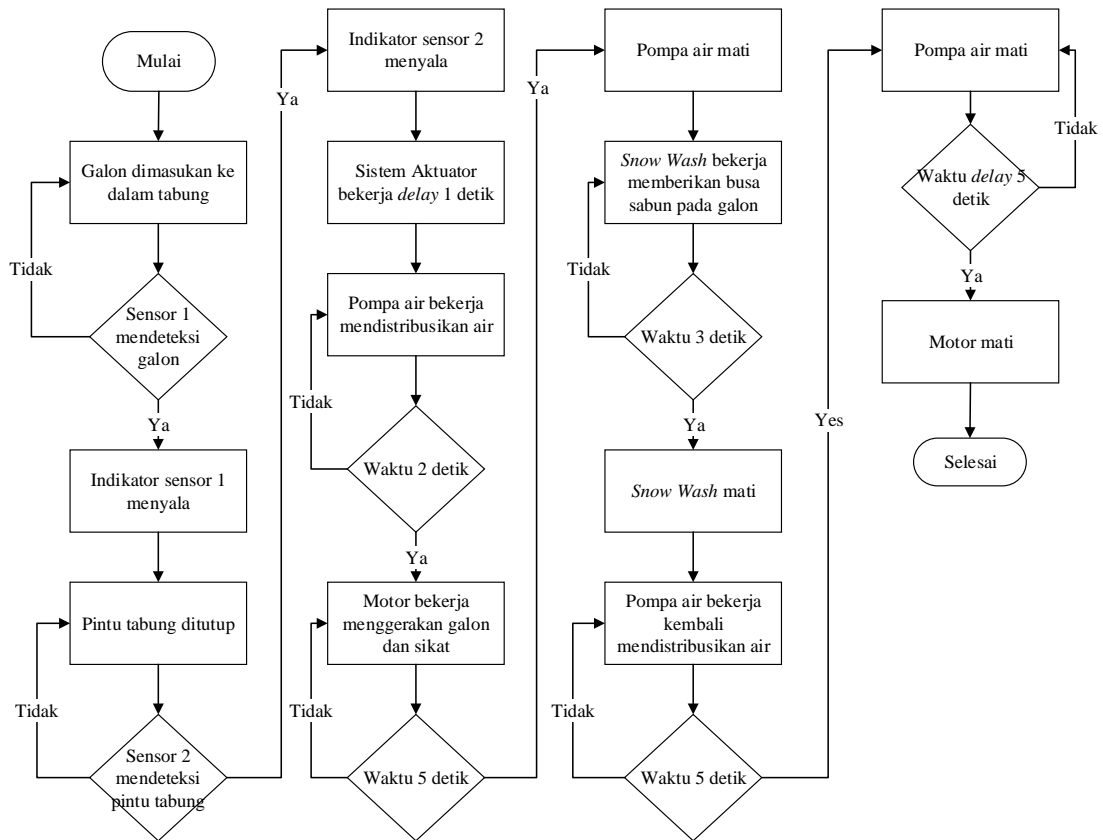 Mulai
Galon dimasukan ke
dalam tabung
Tidak
Sensor 1
mendeteksi
galon
Ya
Indikator sensor 1
menyala
Pintu tabung ditutup
Tidak
Sensor 2
mendeteksi
pintu tabung
Ya
Indikator sensor 2
menyala
Sistem Aktuator
bekerja delay 1 detik
Pompa air bekerja
mendistribusikan air
Tidak
Waktu 2 detik
Ya
Motor bekerja
menggerakan galon
dan sikat
Tidak
Waktu 5 detik
Ya
Pompa air mati
Snow Wash bekerja
memberikan busa
sabun pada galon
Tidak
Waktu 3 detik
Ya
Snow Wash mati
Pompa air bekerja
kembali
mendistribusikan air
Tidak
Waktu 5 detik
Yes
Pompa air mati
Tidak
Waktu delay 5
detik
Ya
Motor mati
Selesai